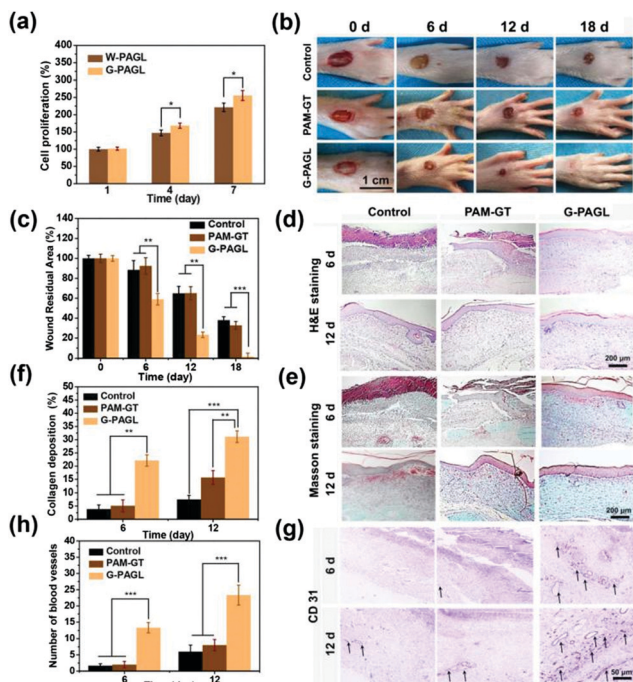 (a)
W-PAGL
G-PAGL
Cell proliferation (%)
400
350
300
250
200
150
100
50
0
*
*
1
4
7
Time (day)
(b)
0 d
6 d
12 d
18 d
Control
PAM-GT
G-PAGL
1 cm
(c)
Control
PAM-GT
G-PAGL
Wound Residual Area (%)
140
120
100
80
60
40
20
0
**
**
***
0
6
12
18
Time (day)
(d)
Control
PAM-GT
G-PAGL
H&E staining
6 d
12 d
200 μm
(e)
Masson staining
6 d
12 d
200 μm
(f)
Control
PAM-GT
G-PAGL
Collagen deposition (%)
50
45
40
35
30
25
20
15
10
5
0
**
***
**
6
12
Time (day)
(g)
CD 31
6 d
12 d
50 μm
(h)
Control
PAM-GT
G-PAGL
Number of blood vessels
40
35
30
25
20
15
10
5
0
***
***
6
12